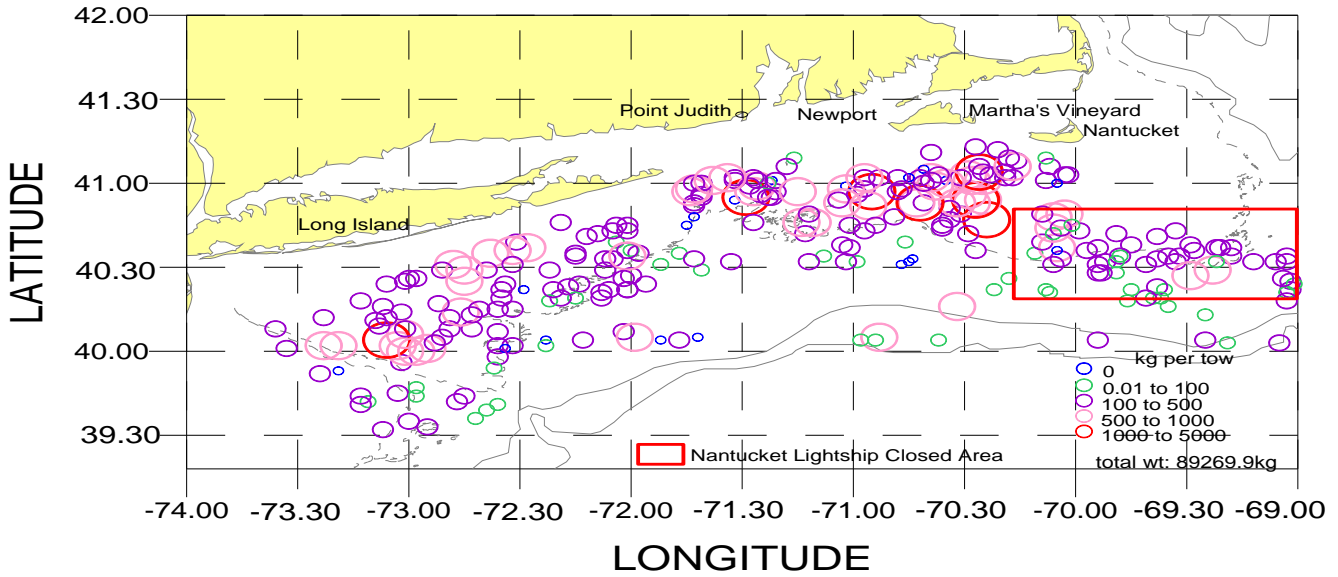 42.00
41.30
Point Judith
Newport
Martha's Vineyard
Nantucket
41.00
Long Island
40.30
40.00
39.30
LATITUDE
kg per tow
0
0.01 to 100
100 to 500
500 to 1000
1000 to 5000
Nantucket Lightship Closed Area
total wt: 89269.9kg
-74.00 -73.30 -73.00 -72.30 -72.00 -71.30 -71.00 -70.30 -70.00 -69.30 -69.00
LONGITUDE